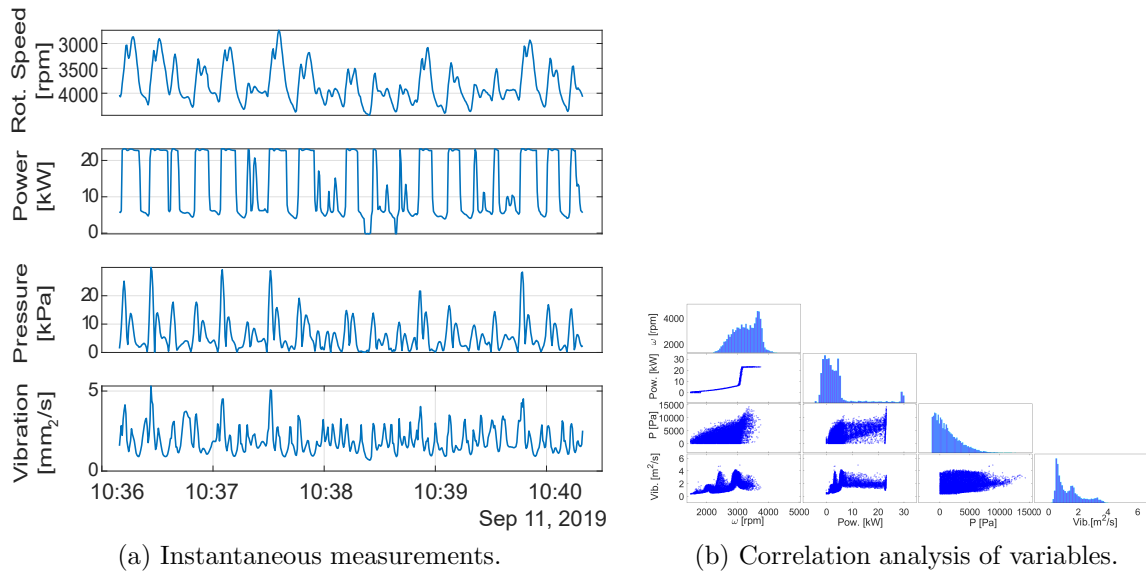 Rot. Speed
[rpm]
3000
3500
4000
Power
[kW]
20
10
0
Pressure
[kPa]
20
10
0
Vibration
[mm2/s]
5
0
10:36 10:37 10:38 10:39 10:40
Sep 11, 2019
(a) Instantaneous measurements.
ω [rpm]
4000
2000
Pow. [kW]
30
20
10
0
P [Pa]
15000
10000
5000
0
Vib. [m²/s]
6
4
2
0
2000 3000 4000 5000
ω [rpm]
0 10 20 30
Pow. [kW]
0 5000 10000 15000
P [Pa]
0 2 4 6
Vib.[m²/s]
(b) Correlation analysis of variables.